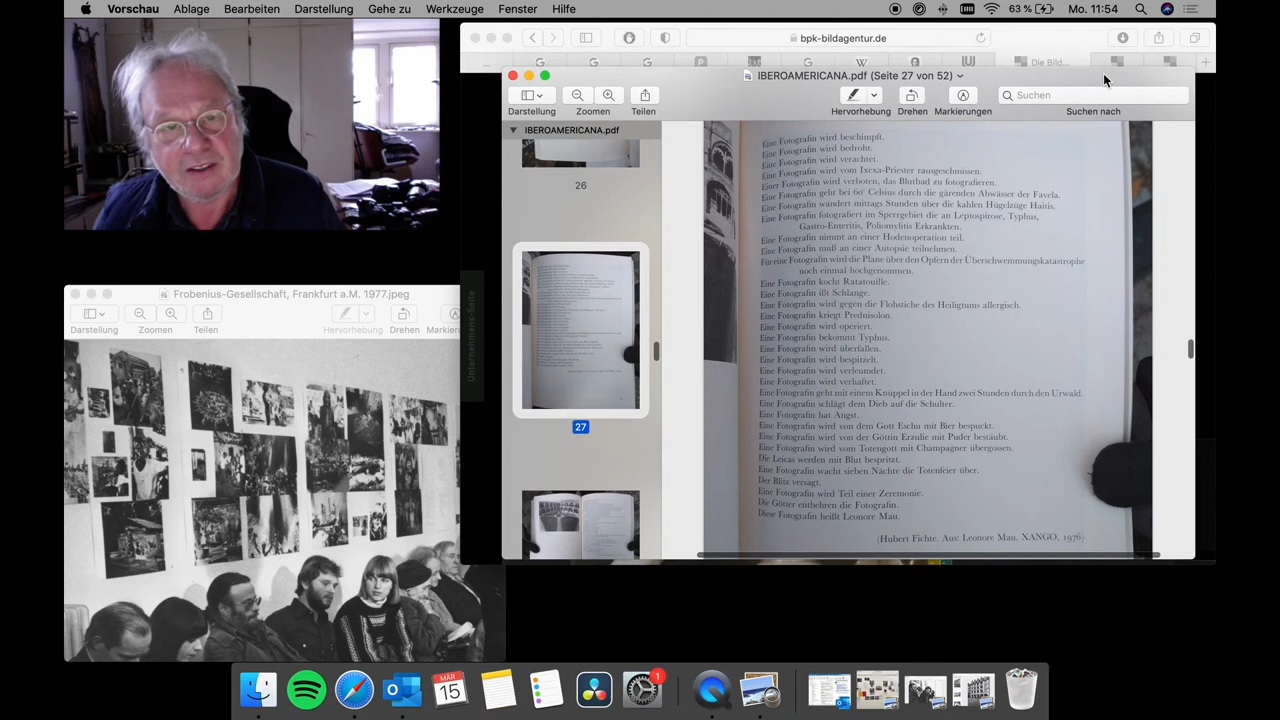 Vorschau Ablage Bearbeiten Darstellung Gehe zu Werkzeuge Fenster Hilfe 63 % Mo. 11:54
bpk-bildagentur.de
Die Bild...
IBEROAMERICANA.pdf (Seite 27 von 52)
Suchen
Darstellung Zoomen Teilen Hervorhebung Drehen Markierungen Suchen nach
IBEROAMERICANA.pdf
26
27
Eine Fotografin wird beschimpft.
Eine Fotografin wird bedroht.
Eine Fotografin wird verachtet.
Eine Fotografin wird vom Ixcxa-Priester rausgeschmissen.
Einer Fotografin wird verboten, das Blutbad zu fotografieren.
Eine Fotografin geht bei 60° Celsius durch die gärenden Abwässer der Favela.
Eine Fotografin wandert mittags Stunden über die kahlen Hügelzüge Haitis.
Eine Fotografin fotografiert im Sperrgebiet die an Leptospirose, Typhus,
Gastro-Enteritis, Poliomylitis Erkrankten.
Eine Fotografin nimmt an einer Hodenoperation teil.
Eine Fotografin muß an einer Autopsie teilnehmen.
Für eine Fotografin wird die Plane über den Opfern der Überschwemmungskatastrophe
noch einmal hochgenommen.
Eine Fotografin kocht Ratatouille.
Eine Fotografin ißt Schlange.
Eine Fotografin wird gegen die Flohstiche des Heiligtums allergisch.
Eine Fotografin kriegt Prednisolon.
Eine Fotografin wird operiert.
Eine Fotografin bekommt Typhus.
Eine Fotografin wird überfallen.
Eine Fotografin wird bespitzelt.
Eine Fotografin wird verleumdet.
Eine Fotografin wird verhaftet.
Eine Fotografin geht mit einem Knüppel in der Hand zwei Stunden durch den Urwald.
Eine Fotografin schlägt dem Dieb auf die Schulter.
Eine Fotografin hat Angst.
Eine Fotografin wird von dem Gott Eschu mit Bier bespuckt.
Eine Fotografin wird von der Göttin Erzulie mit Puder bestäubt.
Eine Fotografin wird vom Totengott mit Champagner übergossen.
Die Leicas werden mit Blut bespritzt.
Eine Fotografin wacht sieben Nächte die Totenfeier über.
Der Blitz versagt.
Eine Fotografin wird Teil einer Zeremonie.
Die Götter entbehren die Fotografin.
Diese Fotografin heißt Leonore Mau.
(Hubert Fichte. Aus: Leonore Mau, XANGO, 1976)
Unternehmens-Seite
Frobenius-Gesellschaft, Frankfurt a.M. 1977.jpeg
Darstellung Zoomen Teilen Hervorhebung Drehen Markieru
MÄR
15
1